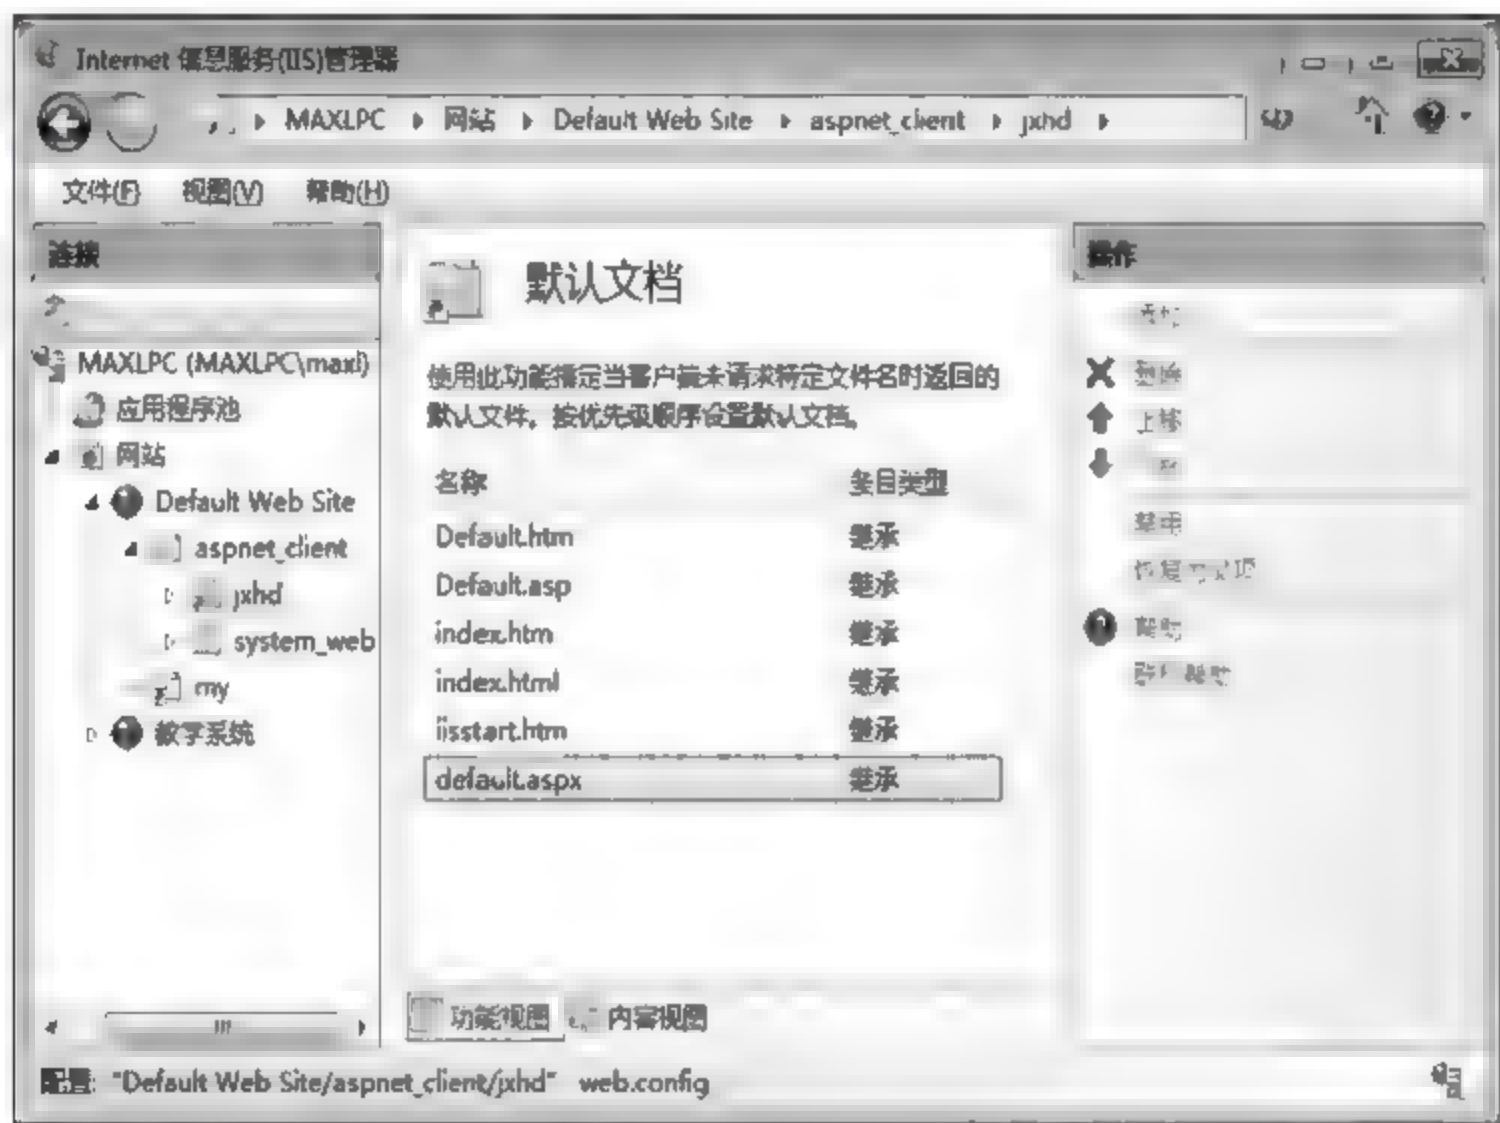 Internet 信息服务(IIS)管理器
MAXLPC 网站 Default Web Site aspnet_client jxhd
文件(F) 视图(V) 帮助(H)
连接
MAXLPC (MAXLPC\maxl)
应用程序池
网站
Default Web Site
aspnet_client
jxhd
system_web
my
教学系统
默认文档
使用此功能指定当客户端未请求特定文件名时返回的
默认文件。按优先级顺序设置默认文档。
名称 条目类型
Default.htm 继承
Default.asp 继承
index.htm 继承
index.html 继承
iisstart.htm 继承
default.aspx 继承
功能视图 内容视图
操作
删除
上移
禁用
帮助
配置: "Default Web Site/aspnet_client/jxhd" web.config